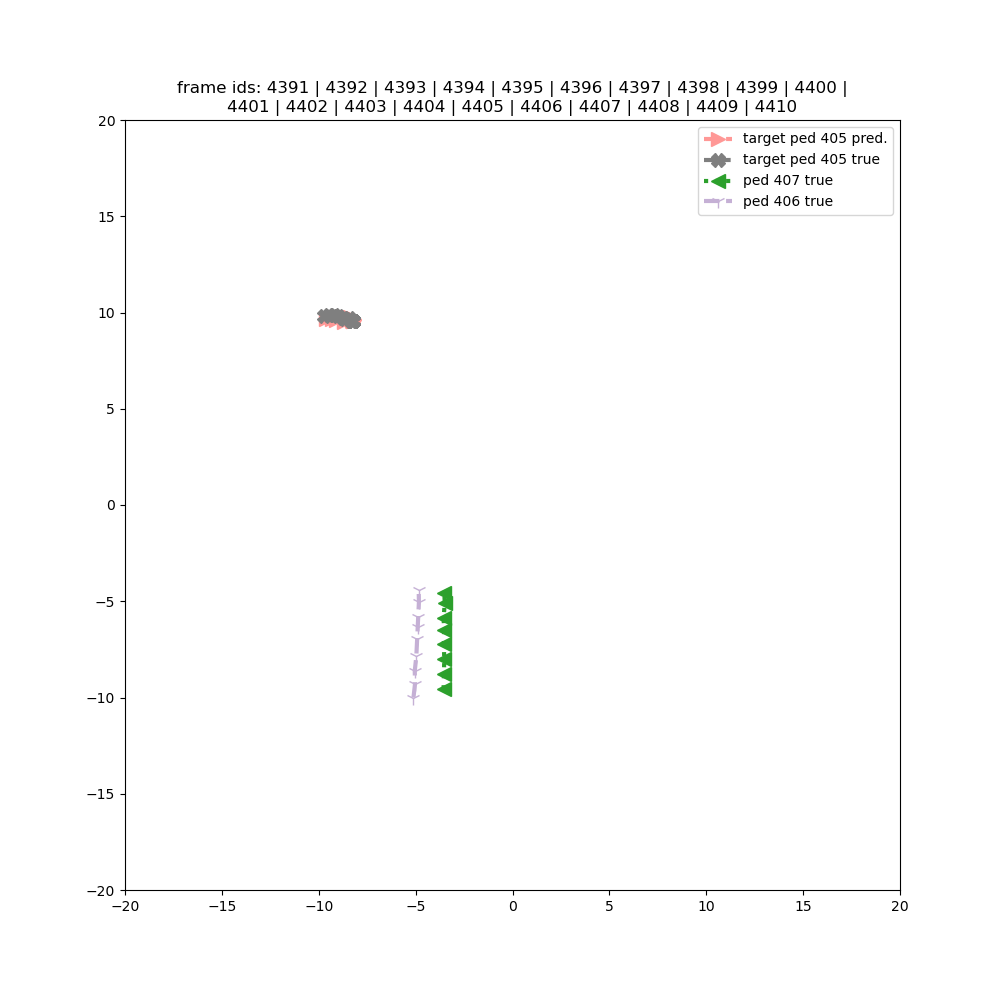 frame ids: 4391 | 4392 | 4393 | 4394 | 4395 | 4396 | 4397 | 4398 | 4399 | 4400 |
4401 | 4402 | 4403 | 4404 | 4405 | 4406 | 4407 | 4408 | 4409 | 4410
target ped 405 pred.
target ped 405 true
ped 407 true
ped 406 true
20
15
10
5
0
−5
−10
−15
−20
−20 −15 −10 −5 0 5 10 15 20